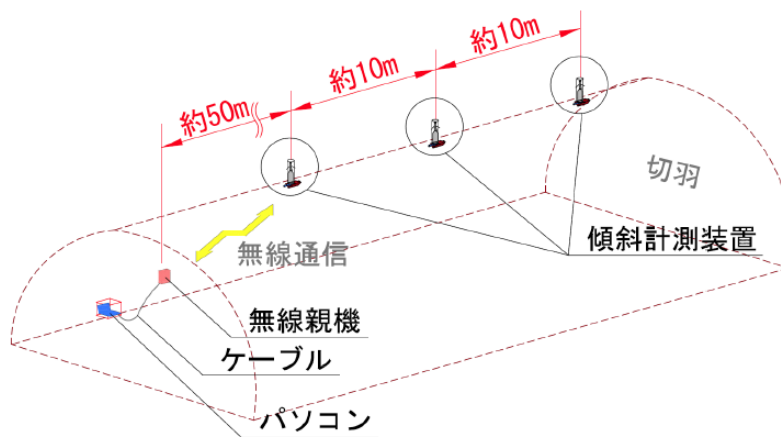 約10m
約10m
約50m
切羽
傾斜計測装置
無線通信
無線親機
ケーブル
パソコン